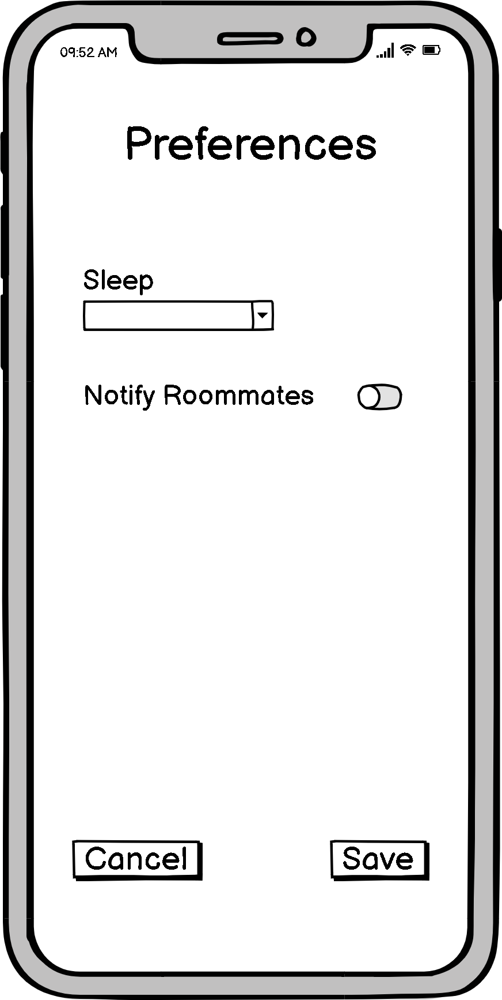 09:52 AM
Preferences
Sleep
Notify Roommates
Cancel
Save